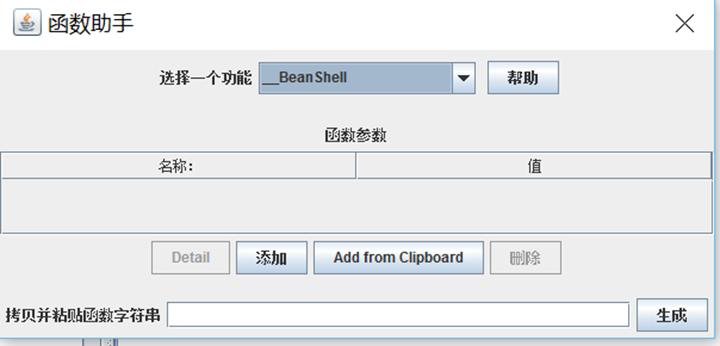 函数助手
选择一个功能 __BeanShell 帮助
函数参数
名称: 值
Detail 添加 Add from Clipboard 删除
拷贝并粘贴函数字符串 生成